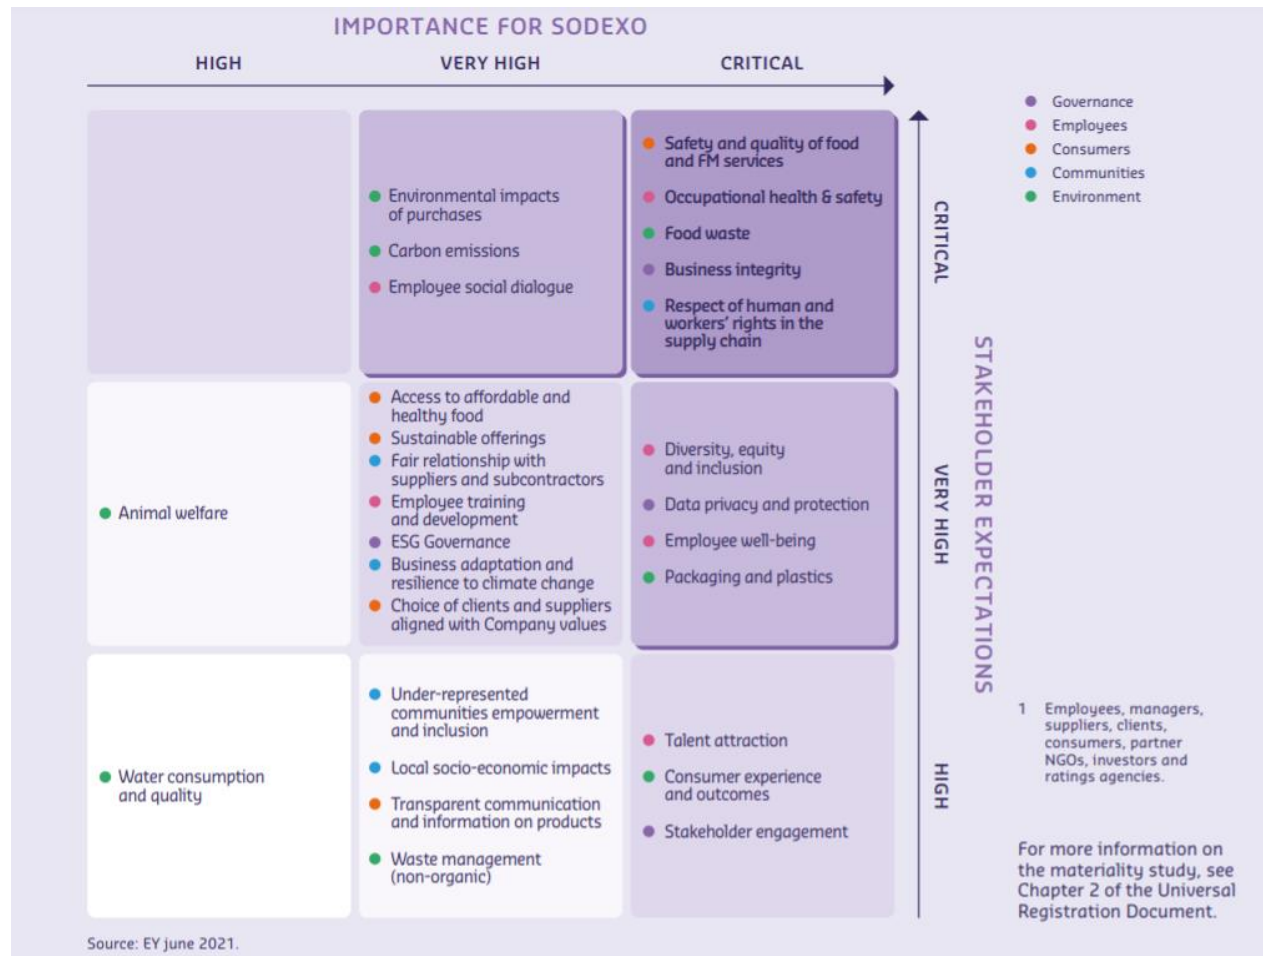 IMPORTANCE FOR SODEXO
HIGH
VERY HIGH
CRITICAL
Environmental impacts
of purchases
Carbon emissions
Employee social dialogue
Safety and quality of food
and FM services
Occupational health & safety
Food waste
Business integrity
Respect of human and
workers’ rights in the
supply chain
Animal welfare
Access to affordable and
healthy food
Sustainable offerings
Fair relationship with
suppliers and subcontractors
Employee training
and development
ESG Governance
Business adaptation and
resilience to climate change
Choice of clients and suppliers
aligned with Company values
Diversity, equity
and inclusion
Data privacy and protection
Employee well-being
Packaging and plastics
Water consumption
and quality
Under-represented
communities empowerment
and inclusion
Local socio-economic impacts
Transparent communication
and information on products
Waste management
(non-organic)
Talent attraction
Consumer experience
and outcomes
Stakeholder engagement
CRITICAL
VERY HIGH
HIGH
STAKEHOLDER EXPECTATIONS
Governance
Employees
Consumers
Communities
Environment
1 Employees, managers,
suppliers, clients,
consumers, partner
NGOs, investors and
ratings agencies.
For more information on
the materiality study, see
Chapter 2 of the Universal
Registration Document.
Source: EY june 2021.